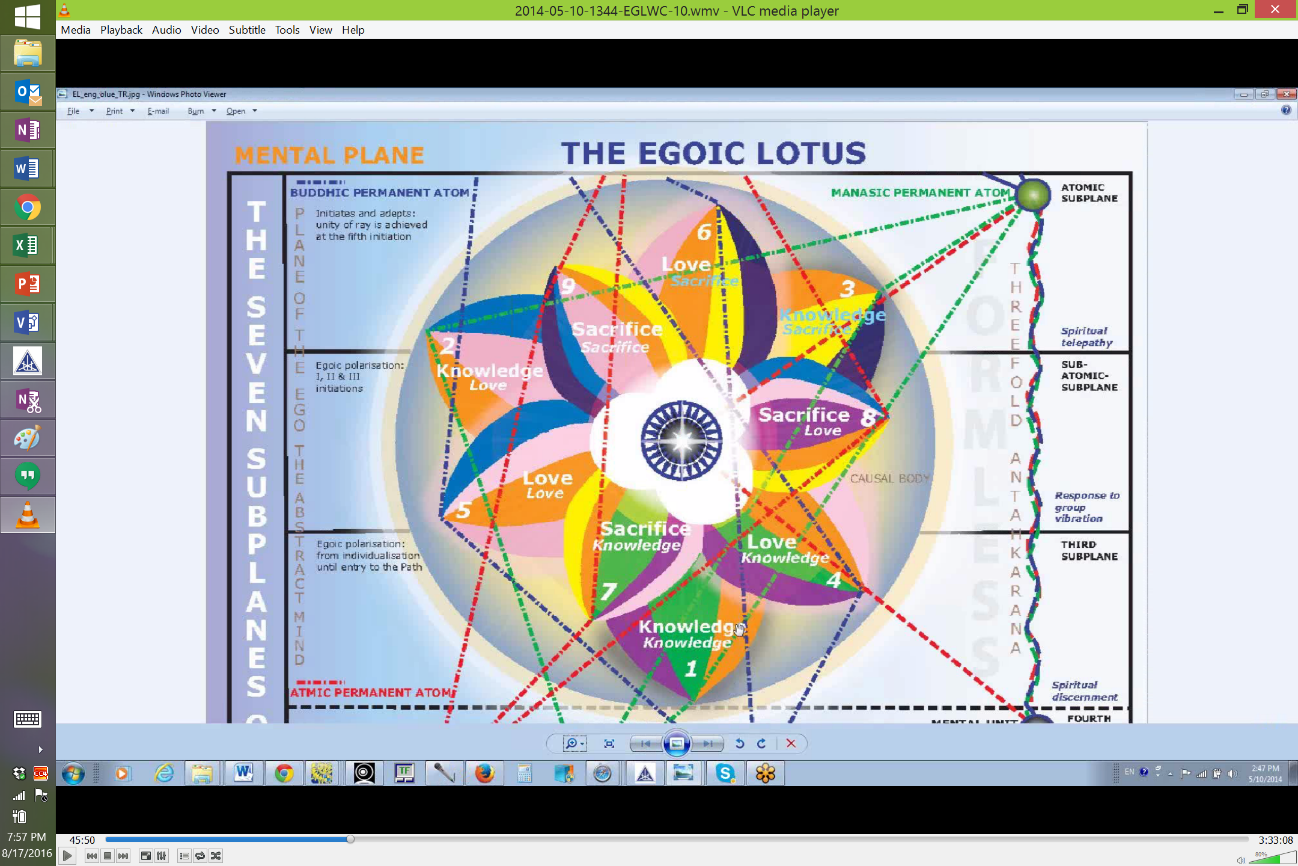 2014-05-10-1344-EGLWC-10.wmv - VLC media player
Media Playback Audio Video Subtitle Tools View Help
EL_eng_blue_TR.jpg - Windows Photo Viewer
File Print E-mail Burn Open
MENTAL PLANE
THE EGOIC LOTUS
THE SEVEN SUBPLANES
PLANE OF THE EGO THE ABSTRACT MIND
BUDDHIC PERMANENT ATOM
Initiates and adepts:
unity of ray is achieved
at the fifth initiation
MANASIC PERMANENT ATOM
ATOMIC
SUBPLANE
6
Love
Sacrifice
9
Sacrifice
Sacrifice
3
Knowledge
Sacrifice
FORMLESS
THREEFOLD ANTAHKARANA
Spiritual
telepathy
Egoic polarisation:
I, II & III
initiations
2
Knowledge
Love
SUB-
ATOMIC-
SUBPLANE
Sacrifice 8
Love
CAUSAL BODY
Love
Love
5
Response to
group
vibration
Egoic polarisation:
from individualisation
until entry to the Path
Sacrifice
Knowledge
7
Love
Knowledge
4
THIRD
SUBPLANE
Knowledge
Knowledge
1
ATMIC PERMANENT ATOM
Spiritual
discernment
MENTAL UNIT
FOURTH
EN
2:47 PM
5/10/2014
7:57 PM
8/17/2016
45:50
3:33:08
80%